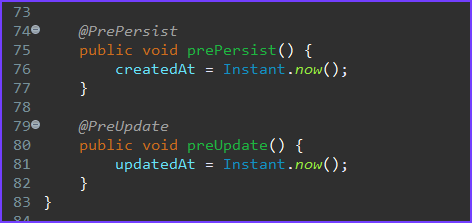 73
74 @PrePersist
75 public void prePersist() {
76 createdAt = Instant.now();
77 }
78
79 @PreUpdate
80 public void preUpdate() {
81 updatedAt = Instant.now();
82 }
83 }
84